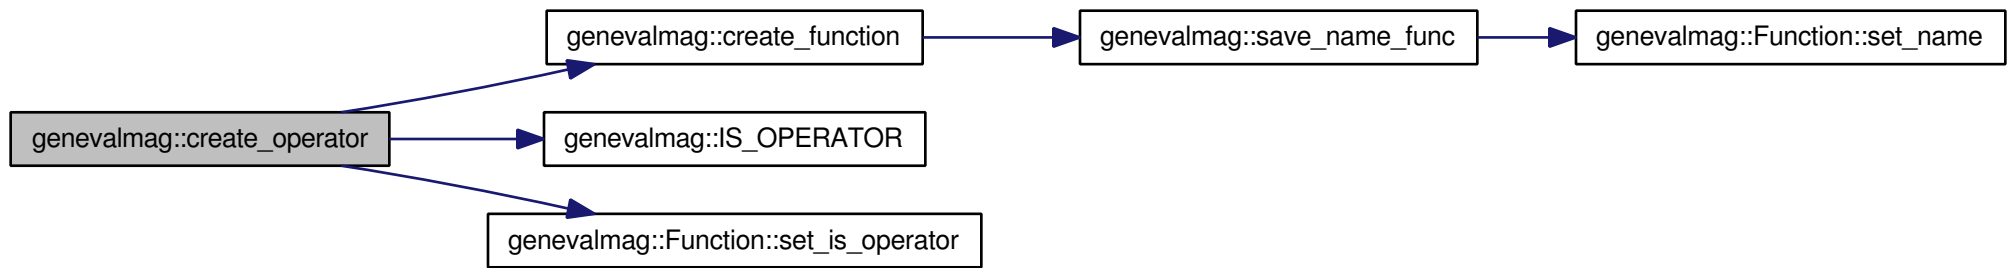 genevalmag::create_function
genevalmag::save_name_func
genevalmag::Function::set_name
genevalmag::create_operator
genevalmag::IS_OPERATOR
genevalmag::Function::set_is_operator